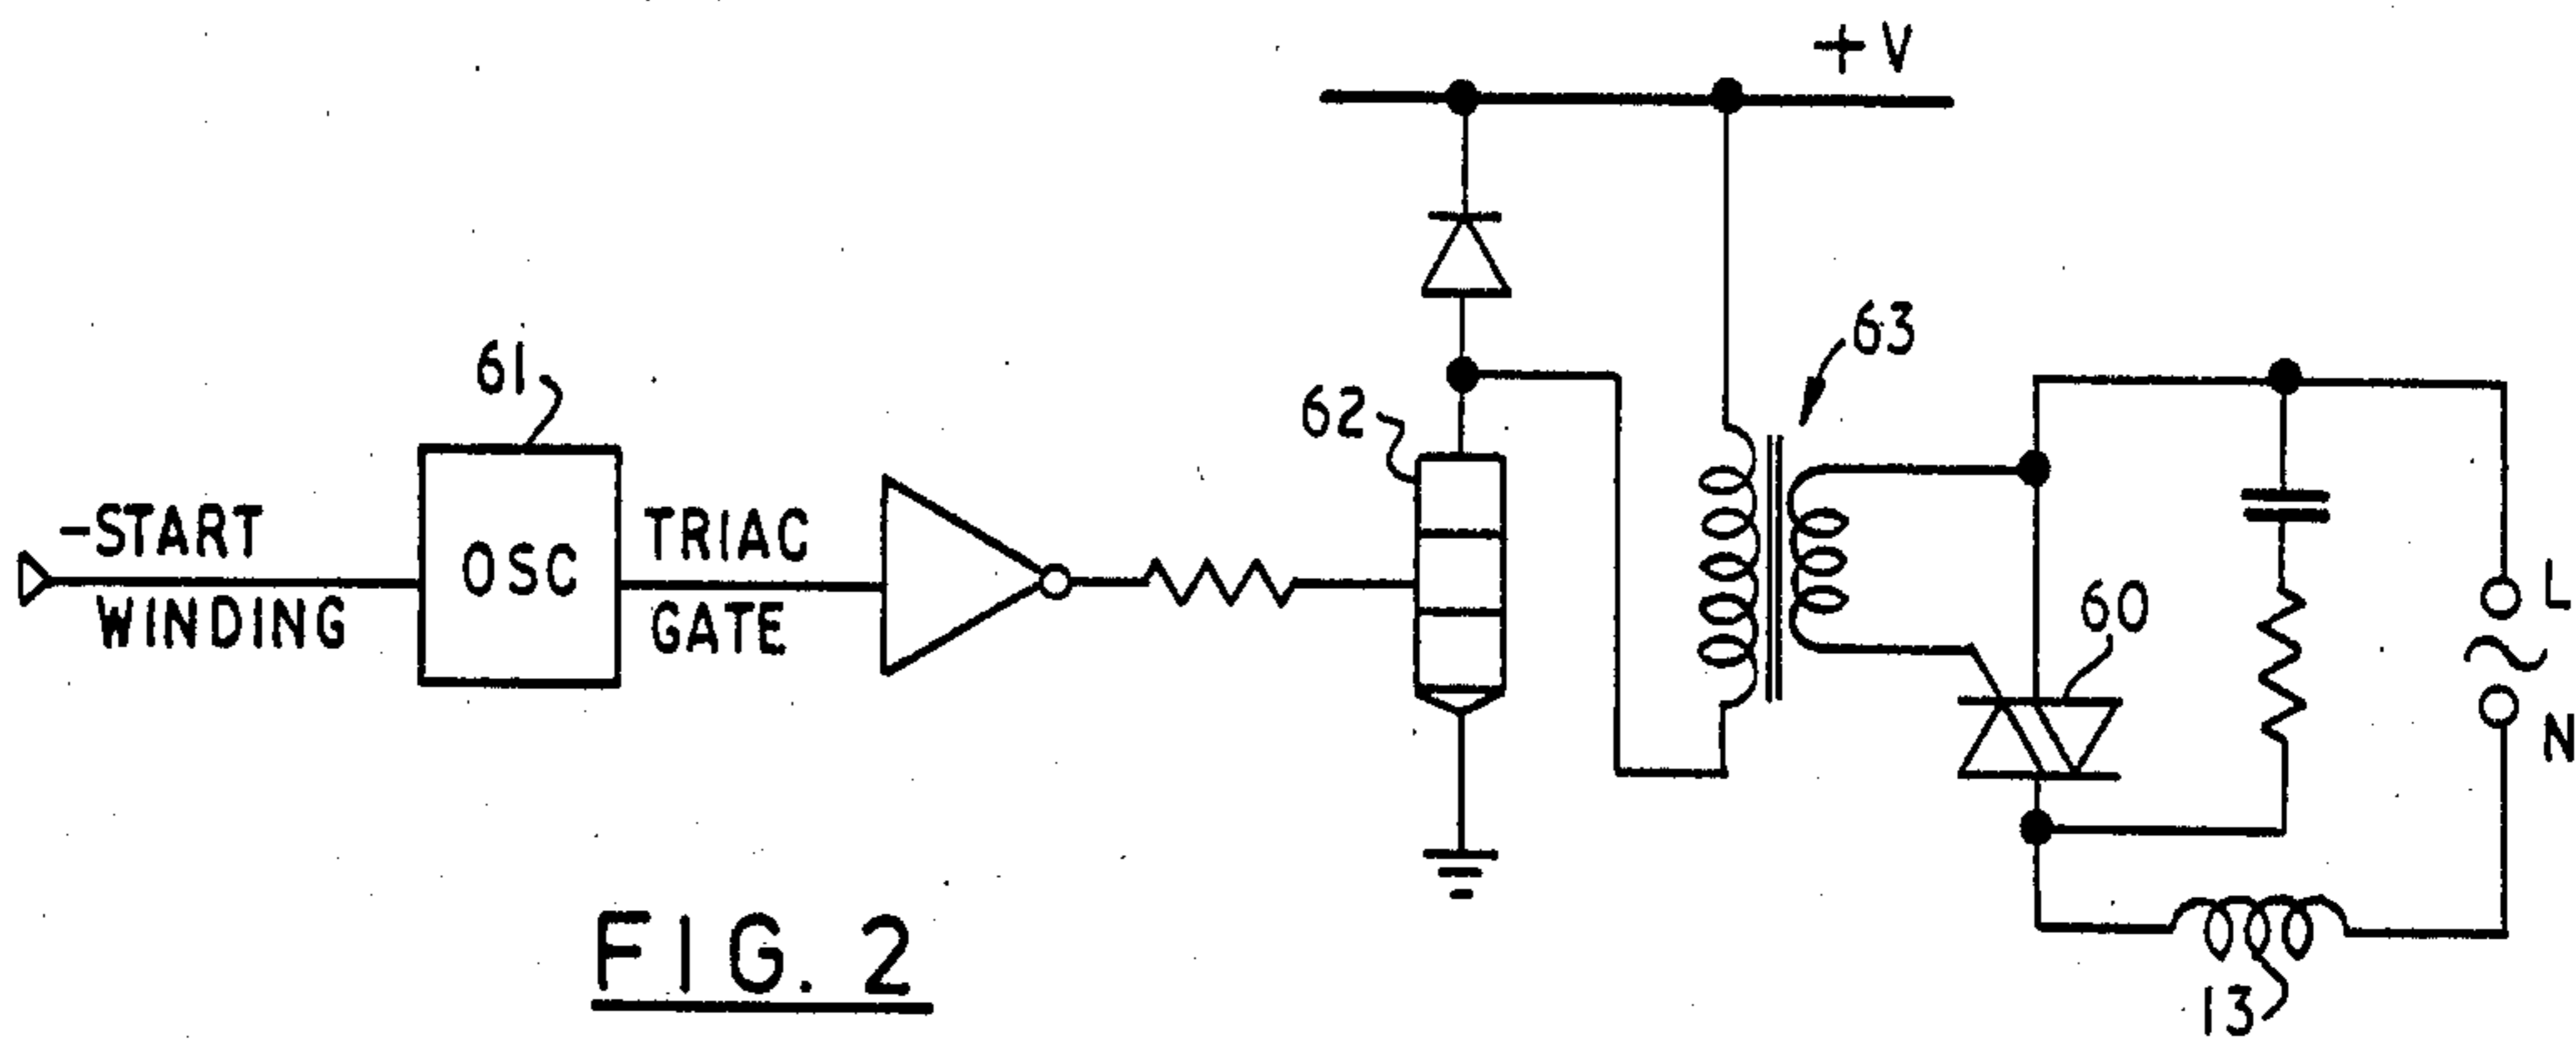 +V
63
61
62
-START
WINDING
OSC
TRIAC
GATE
60
L
N
13
FIG. 2